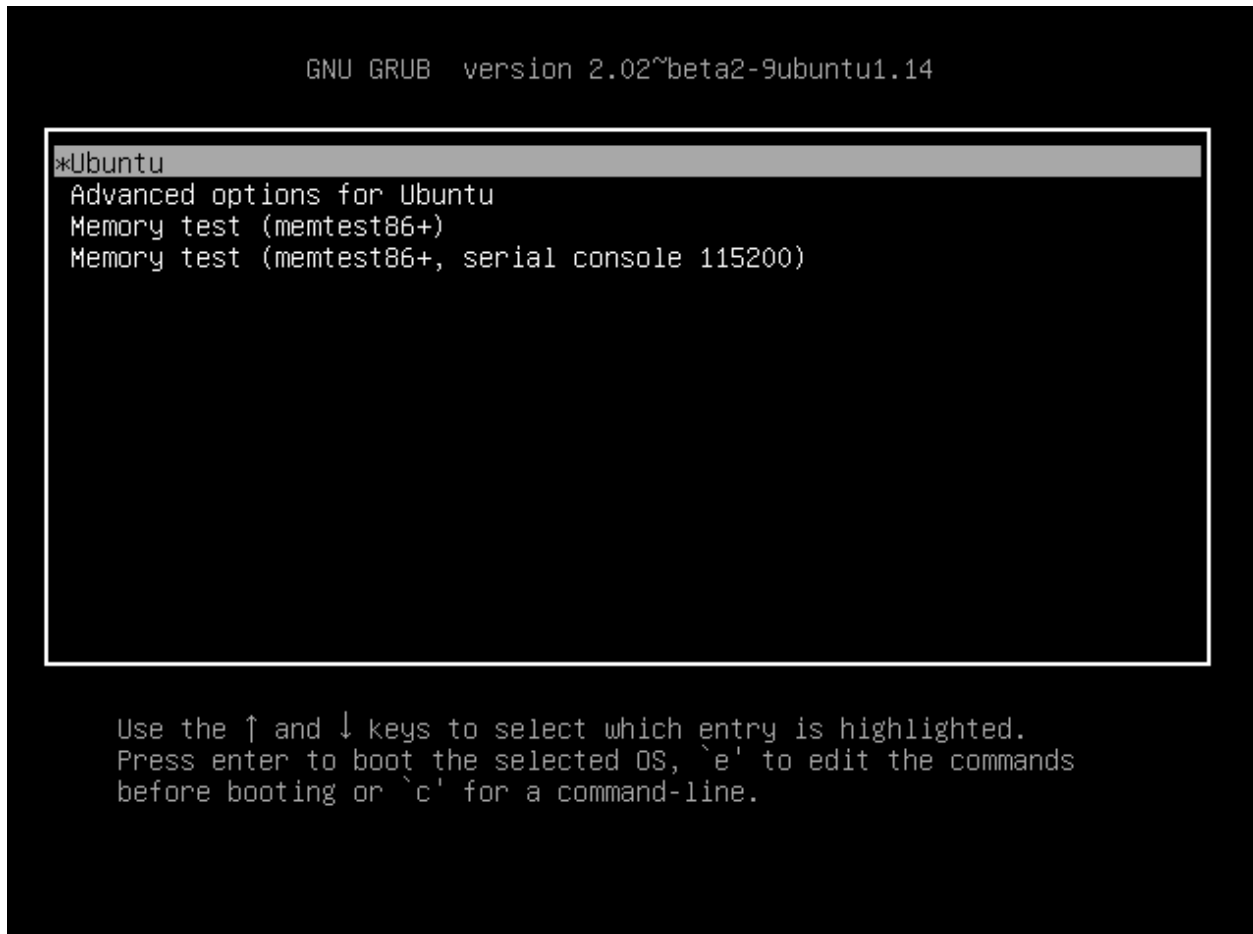 GNU GRUB  version 2.02~beta2-9ubuntu1.14
*Ubuntu
Advanced options for Ubuntu
Memory test (memtest86+)
Memory test (memtest86+, serial console 115200)
Use the ↑ and ↓ keys to select which entry is highlighted.
Press enter to boot the selected OS, `e' to edit the commands
before booting or `c' for a command-line.